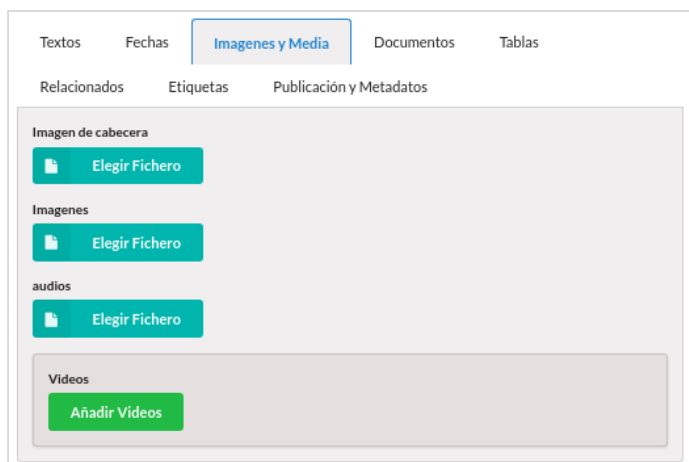 Textos Fechas Imagenes y Media Documentos Tablas
Relacionados Etiquetas Publicación y Metadatos
Imagen de cabecera
Elegir Fichero
Imagenes
Elegir Fichero
audios
Elegir Fichero
Videos
Añadir Videos